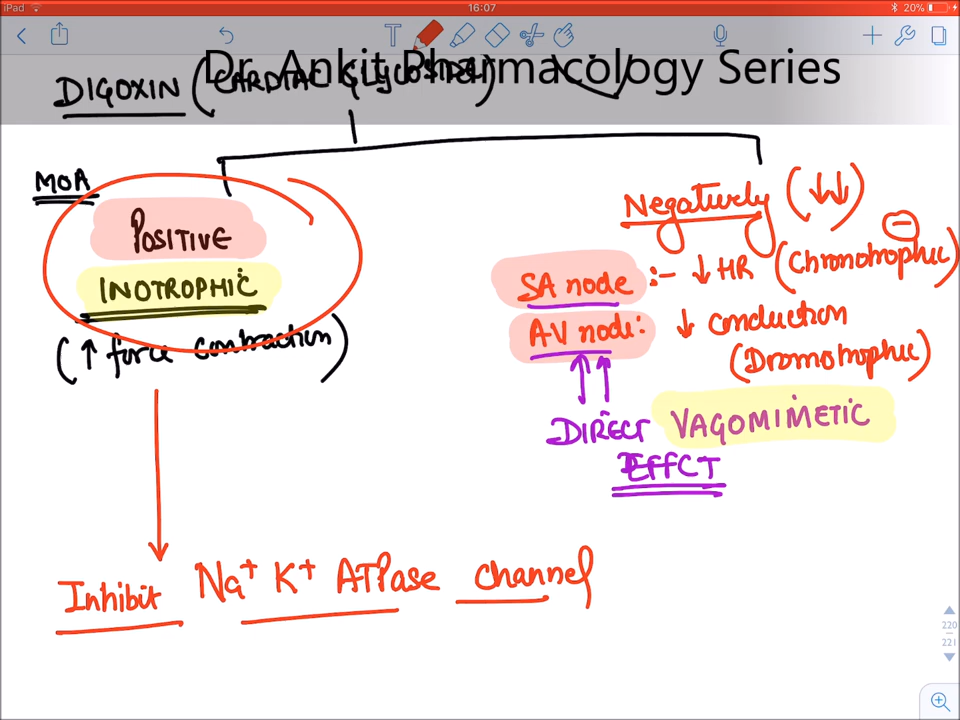 iPad 16:07 20%
Dr. Ankit Pharmacology Series
DIGOXIN (CARDIAC GLYCOSIDE)
MOA
POSITIVE
INOTROPHIC
(↑ force contraction)
Negatively (↓↓)
SA node :- ↓ HR (Chronotrophic) −
AV node: ↓ conduction
(Dromotrophic)
DIRECT VAGOMIMETIC
EFFCT
Inhibit Na+ K+ ATPase channel
220
221